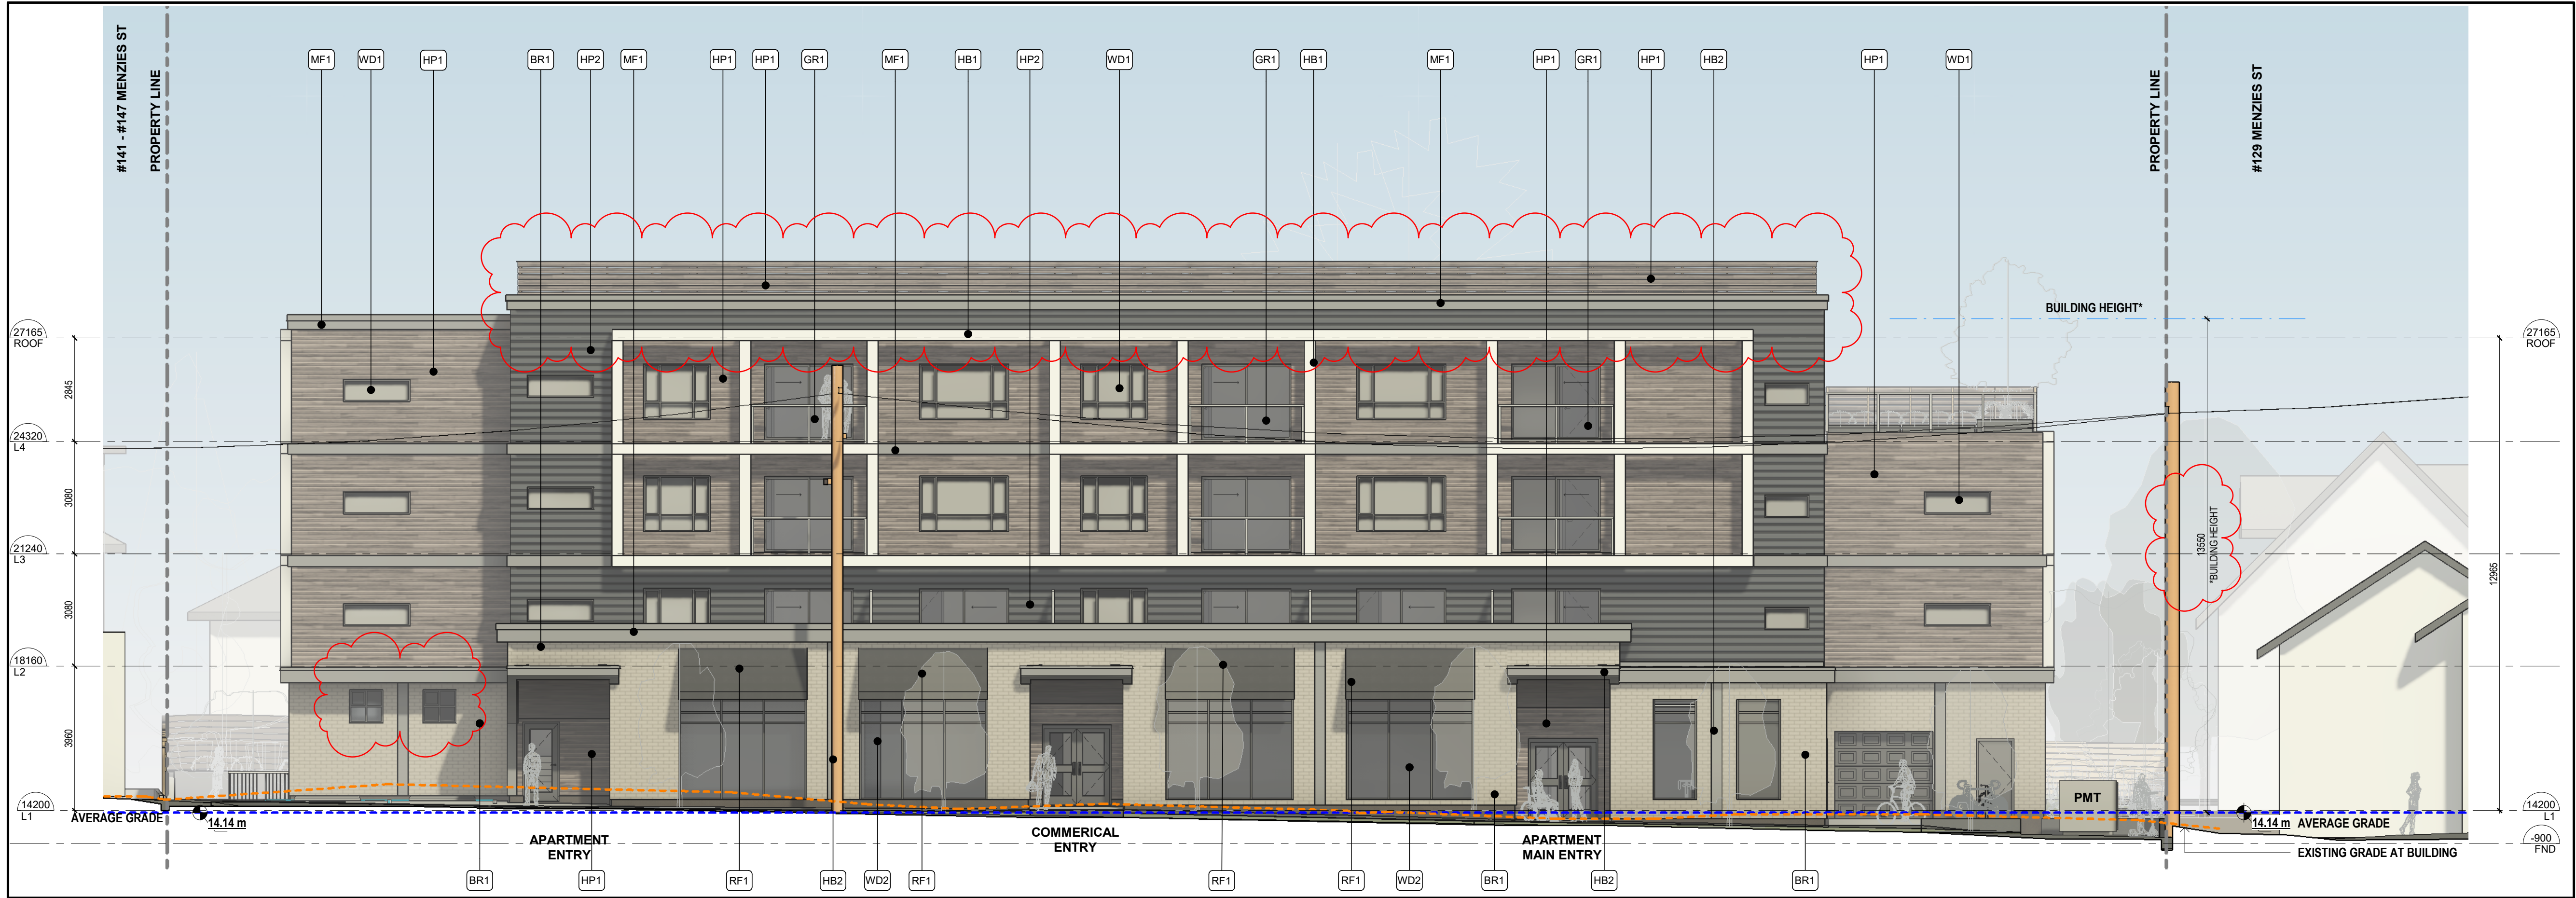 #141 - #147 MENZIES ST
PROPERTY LINE
MF1
WD1
HP1
BR1
HP2
MF1
HP1
HP1
GR1
MF1
HB1
HP2
WD1
GR1
HB1
MF1
HP1
GR1
HP1
HB2
HP1
WD1
PROPERTY LINE
#129 MENZIES ST
BUILDING HEIGHT*
27165
ROOF
27165
ROOF
2845
24320
L4
3080
21240
L3
13550
*BUILDING HEIGHT
12965
3080
18160
L2
3960
PMT
14200
L1
14200
L1
AVERAGE GRADE
14.14 m
14.14 m
AVERAGE GRADE
APARTMENT
ENTRY
COMMERICAL
ENTRY
APARTMENT
MAIN ENTRY
-900
FND
EXISTING GRADE AT BUILDING
BR1
HP1
RF1
HB2
WD2
RF1
RF1
RF1
WD2
BR1
HB2
BR1